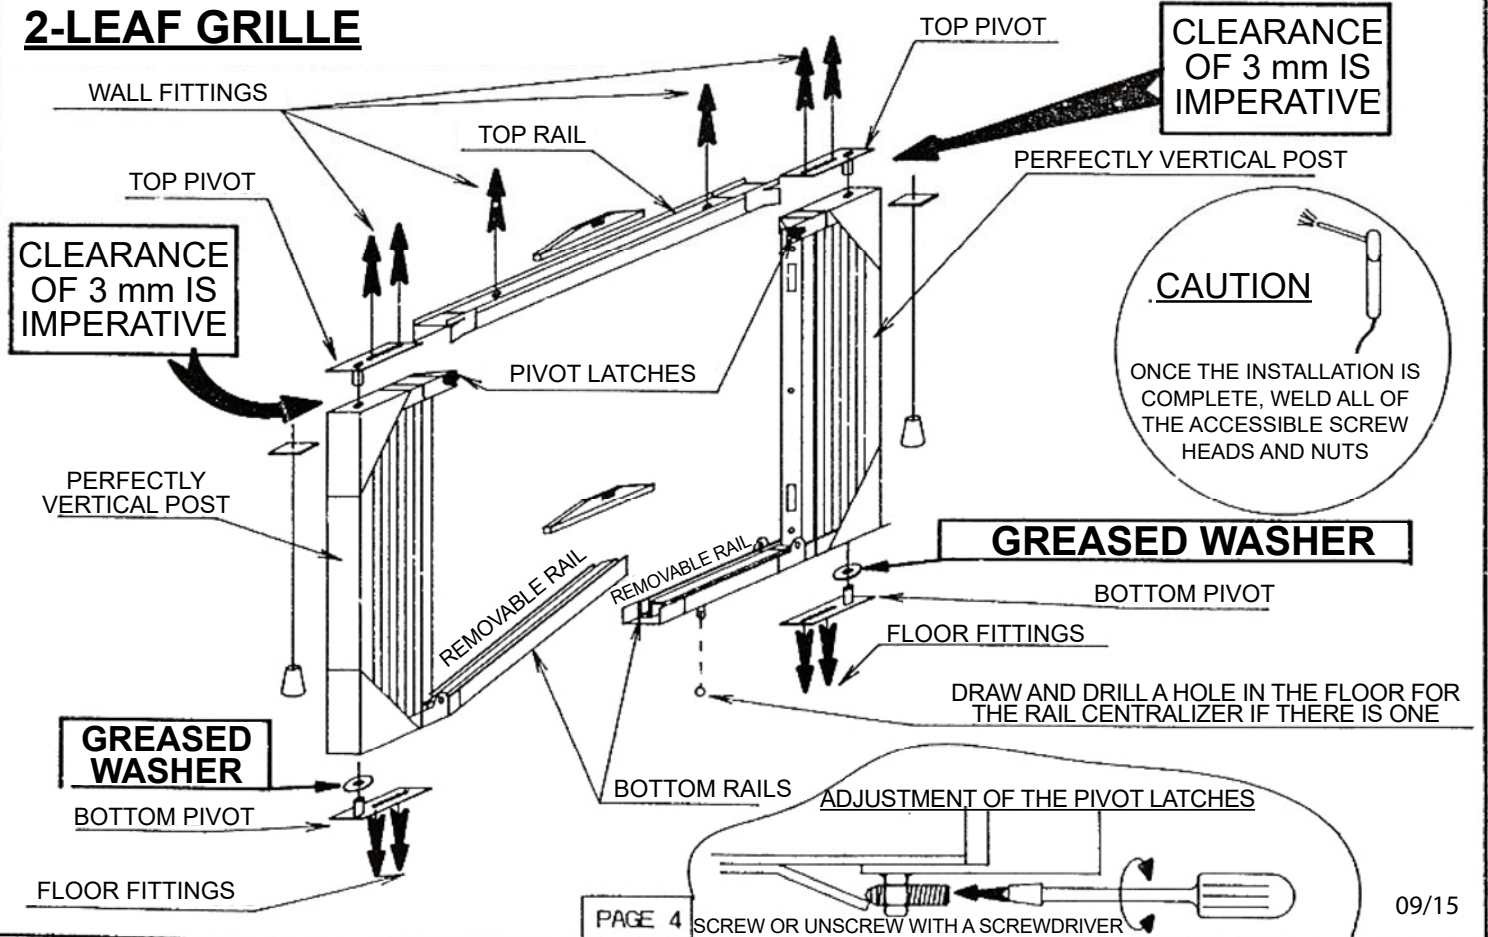 2-LEAF GRILLE
TOP PIVOT
CLEARANCE
OF 3 mm IS
IMPERATIVE
WALL FITTINGS
TOP RAIL
PERFECTLY VERTICAL POST
TOP PIVOT
CLEARANCE
OF 3 mm IS
IMPERATIVE
CAUTION
ONCE THE INSTALLATION IS
COMPLETE, WELD ALL OF
THE ACCESSIBLE SCREW
HEADS AND NUTS
PIVOT LATCHES
PERFECTLY
VERTICAL POST
GREASED WASHER
REMOVABLE RAIL
REMOVABLE RAIL
BOTTOM PIVOT
FLOOR FITTINGS
DRAW AND DRILL A HOLE IN THE FLOOR FOR
THE RAIL CENTRALIZER IF THERE IS ONE
GREASED
WASHER
BOTTOM RAILS
BOTTOM PIVOT
ADJUSTMENT OF THE PIVOT LATCHES
FLOOR FITTINGS
PAGE 4
SCREW OR UNSCREW WITH A SCREWDRIVER
09/15